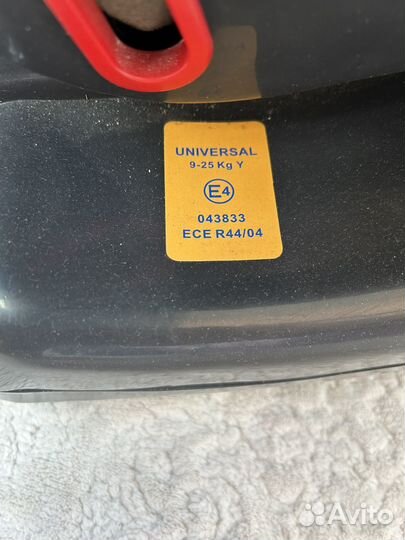 UNIVERSAL
9-25 Kg Y
E4
043833
ECE R44/04
Avito